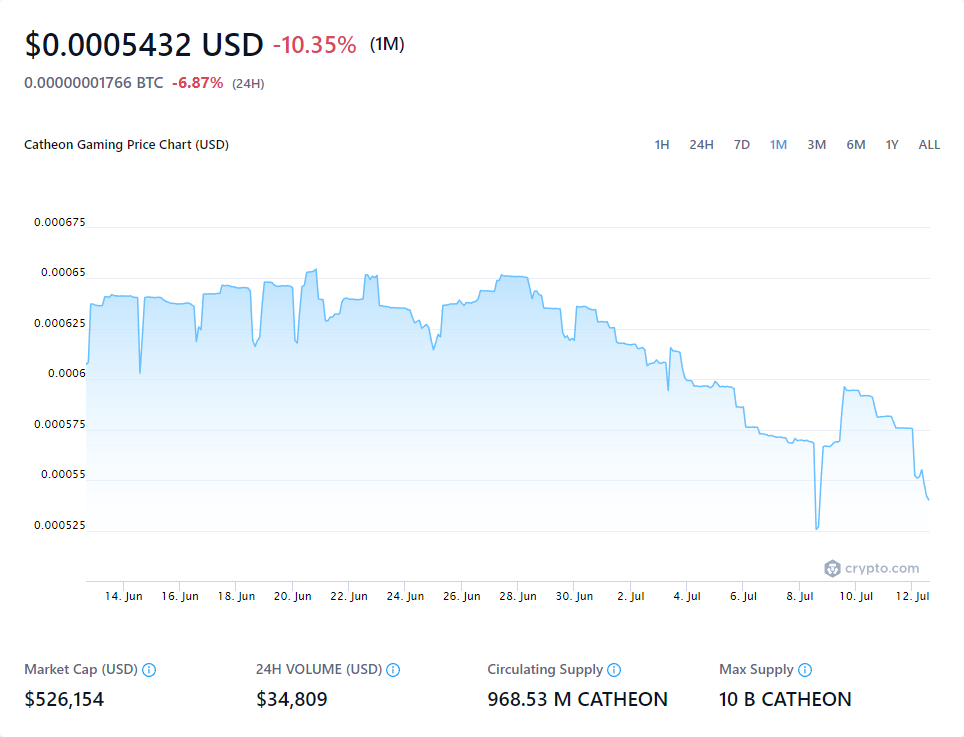 $0.0005432 USD -10.35% (1M)
0.00000001766 BTC -6.87% (24H)
Catheon Gaming Price Chart (USD) 1H 24H 7D 1M 3M 6M 1Y ALL
0.000675
0.00065
0.000625
0.0006
0.000575
0.00055
0.000525
crypto.com
14. Jun 16. Jun 18. Jun 20. Jun 22. Jun 24. Jun 26. Jun 28. Jun 30. Jun 2. Jul 4. Jul 6. Jul 8. Jul 10. Jul 12. Jul
Market Cap (USD) 24H VOLUME (USD) Circulating Supply Max Supply
$526,154 $34,809 968.53 M CATHEON 10 B CATHEON